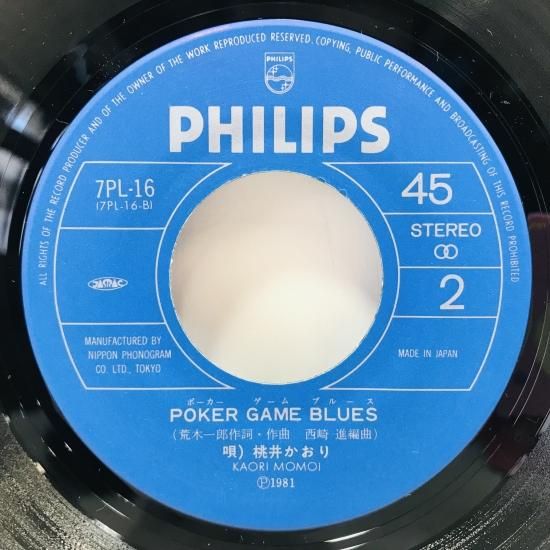 ALL RIGHTS OF THE RECORD PRODUCER AND OF THE OWNER OF THE WORK REPRODUCED RESERVED. COPYING, PUBLIC PERFORMANCE AND BROADCASTING OF THIS RECORD PROHIBITED
PHILIPS
PHILIPS
7PL-16
(7PL-16-B)
45
STEREO
2
JASRAC
MANUFACTURED BY
NIPPON PHONOGRAM
CO. LTD., TOKYO
MADE IN JAPAN
ポーカー ゲーム ブルース
POKER GAME BLUES
(荒木一郎作詞・作曲 西崎 進編曲)
唄) 桃井かおり
KAORI MOMOI
Ⓟ1981